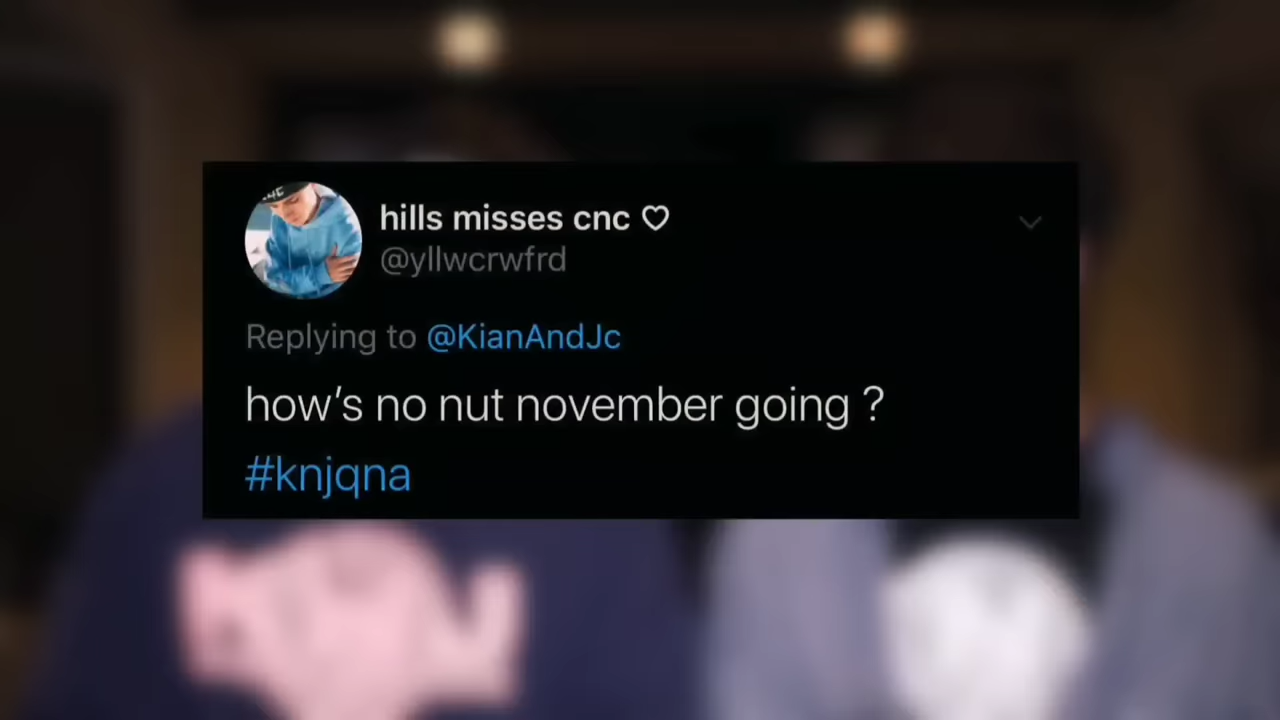 hills misses cnc ♡
@yllwcrwfrd
Replying to @KianAndJc
how's no nut november going ?
#knjqna